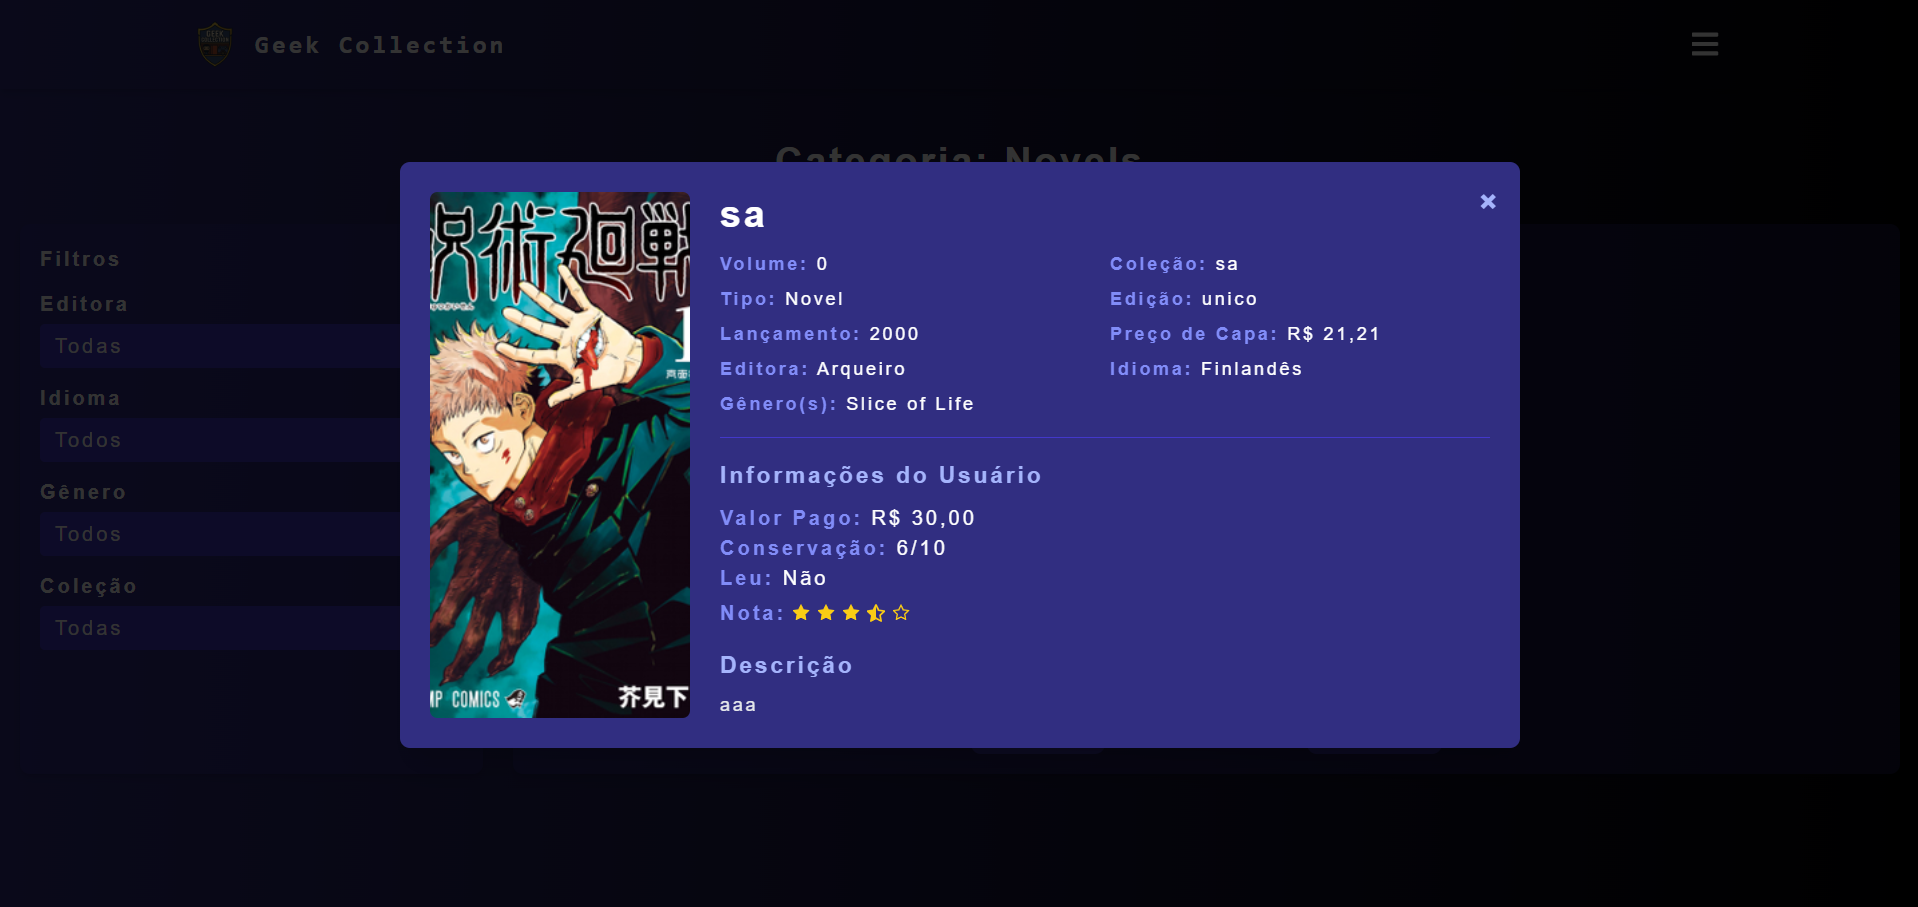 GEEK
COLLECTION
Geek Collection
Categoria: Novels
Filtros
Editora
Todas
Idioma
Todos
Gênero
Todos
Coleção
Todas
呪術廻戦
芥見下
MP COMICS
sa
Volume: 0
Coleção: sa
Tipo: Novel
Edição: unico
Lançamento: 2000
Preço de Capa: R$ 21,21
Editora: Arqueiro
Idioma: Finlandês
Gênero(s): Slice of Life
Informações do Usuário
Valor Pago: R$ 30,00
Conservação: 6/10
Leu: Não
Nota:
Descrição
aaa